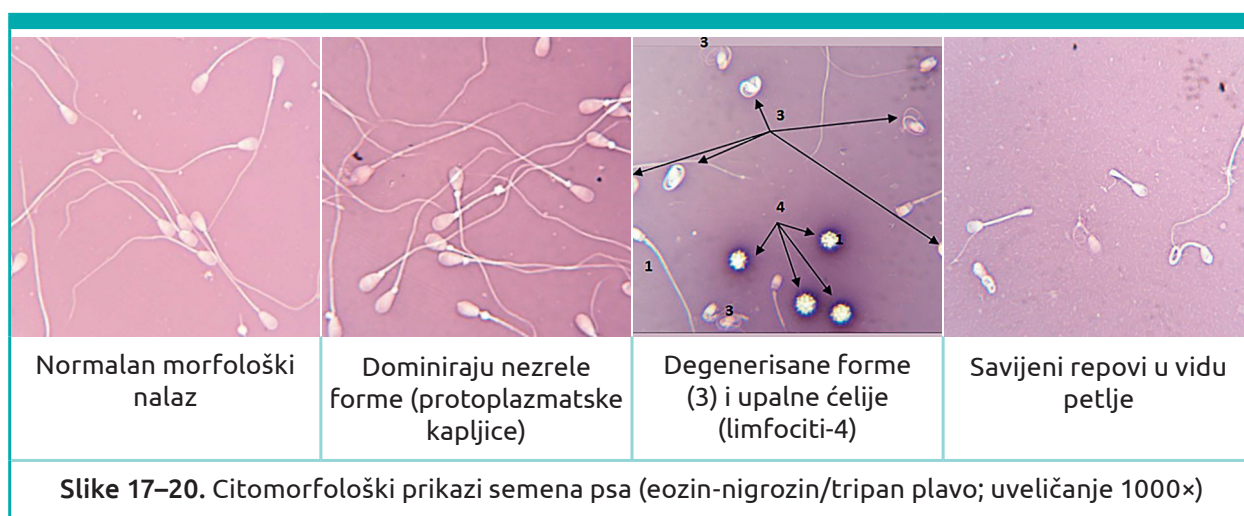 3
3
4
1
1
3
Normalan morfološki
nalaz
Dominiraju nezrele
forme (protoplazmatske
kapljice)
Degenerisane forme
(3) i upalne ćelije
(limfociti-4)
Savijeni repovi u vidu
petlje
Slike 17–20. Citomorfološki prikazi semena psa (eozin-nigrozin/tripan plavo; uveličanje 1000×)